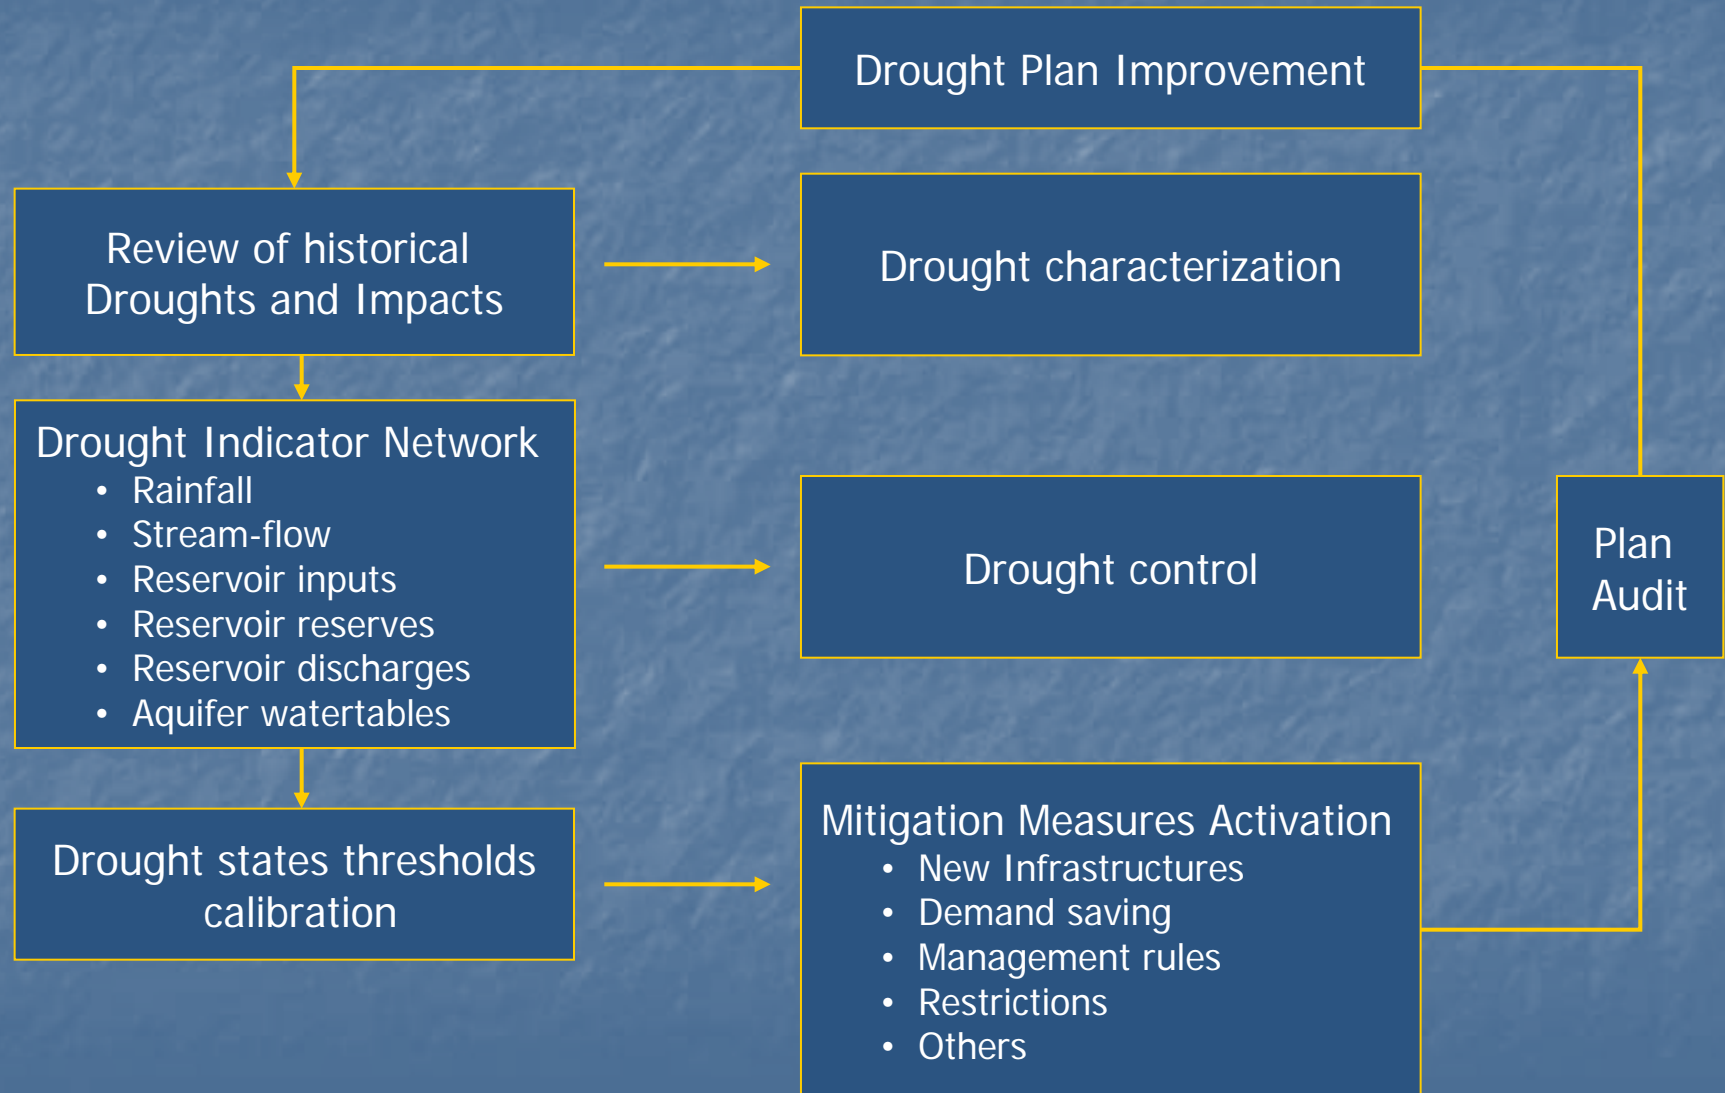 Drought Plan Improvement
Review of historical
Droughts and Impacts
Drought characterization
Drought Indicator Network
• Rainfall
• Stream-flow
• Reservoir inputs
• Reservoir reserves
• Reservoir discharges
• Aquifer watertables
Drought control
Plan
Audit
Drought states thresholds
calibration
Mitigation Measures Activation
• New Infrastructures
• Demand saving
• Management rules
• Restrictions
• Others